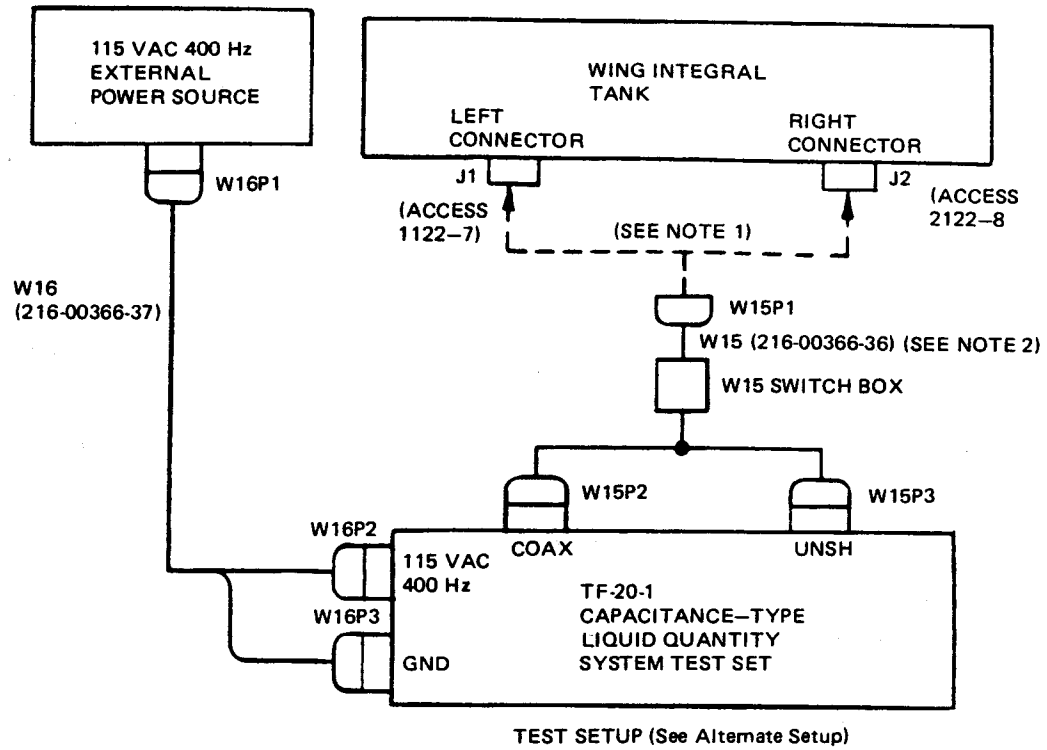 115 VAC 400 Hz
EXTERNAL
POWER SOURCE
W16P1
WING INTEGRAL
TANK
LEFT
CONNECTOR
RIGHT
CONNECTOR
J1
J2
(ACCESS
1122-7)
(ACCESS
2122-8
(SEE NOTE 1)
W16
(216-00366-37)
W15P1
W15 (216-00366-36) (SEE NOTE 2)
W15 SWITCH BOX
W15P2
W15P3
W16P2
COAX
UNSH
115 VAC
400 Hz
TF-20-1
CAPACITANCE-TYPE
LIQUID QUANTITY
SYSTEM TEST SET
W16P3
GND
TEST SETUP (See Alternate Setup)